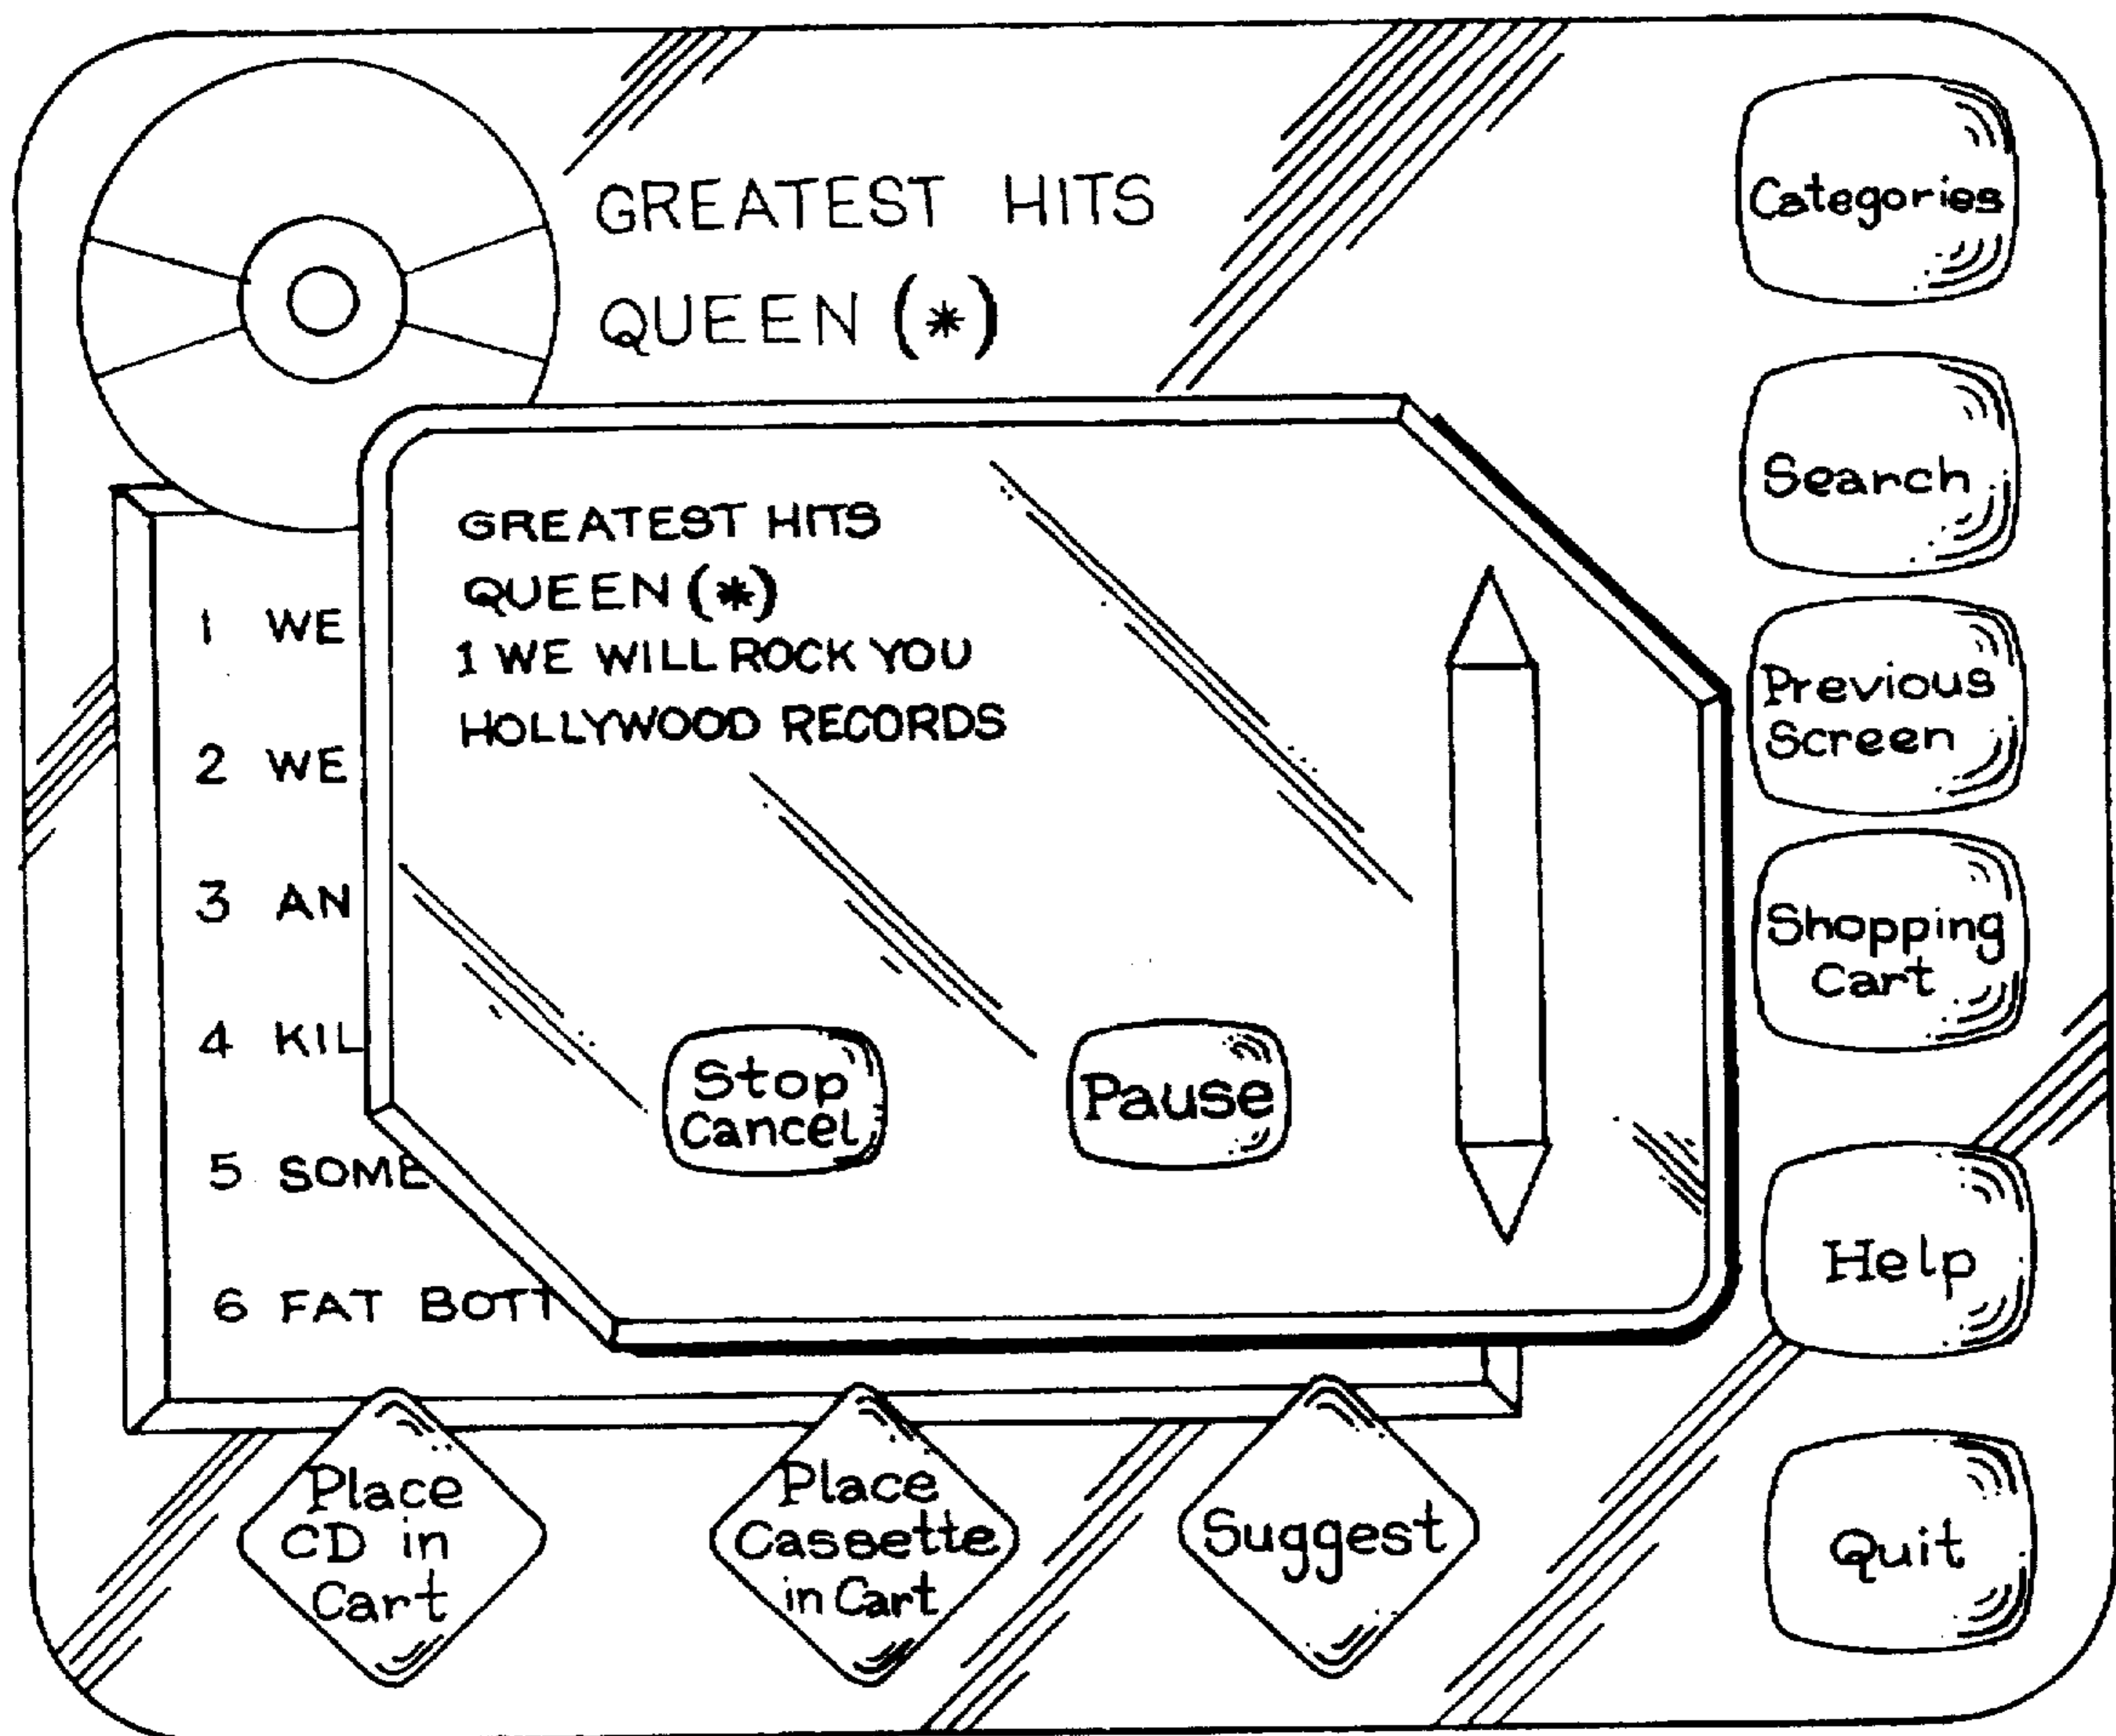 GREATEST HITS
QUEEN (*)
GREATEST HITS
QUEEN (*)
1 WE WILL ROCK YOU
HOLLYWOOD RECORDS
1 WE
2 WE
3 AN
4 KIL
5 SOME
6 FAT BOTT
Stop
Cancel
Pause
Categories
Search
Previous
Screen
Shopping
Cart
Help
Quit
Place
CD in
Cart
Place
Cassette
in Cart
Suggest